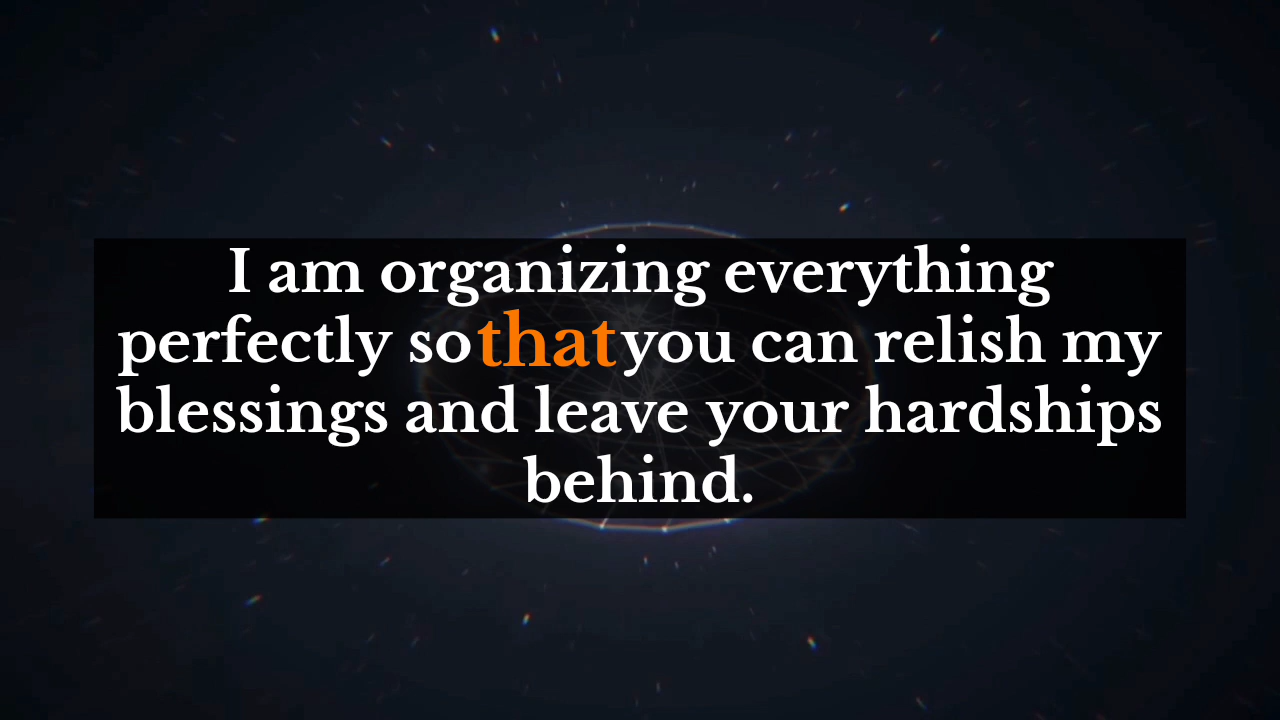 I am organizing everything
perfectly so that you can relish my
blessings and leave your hardships
behind.